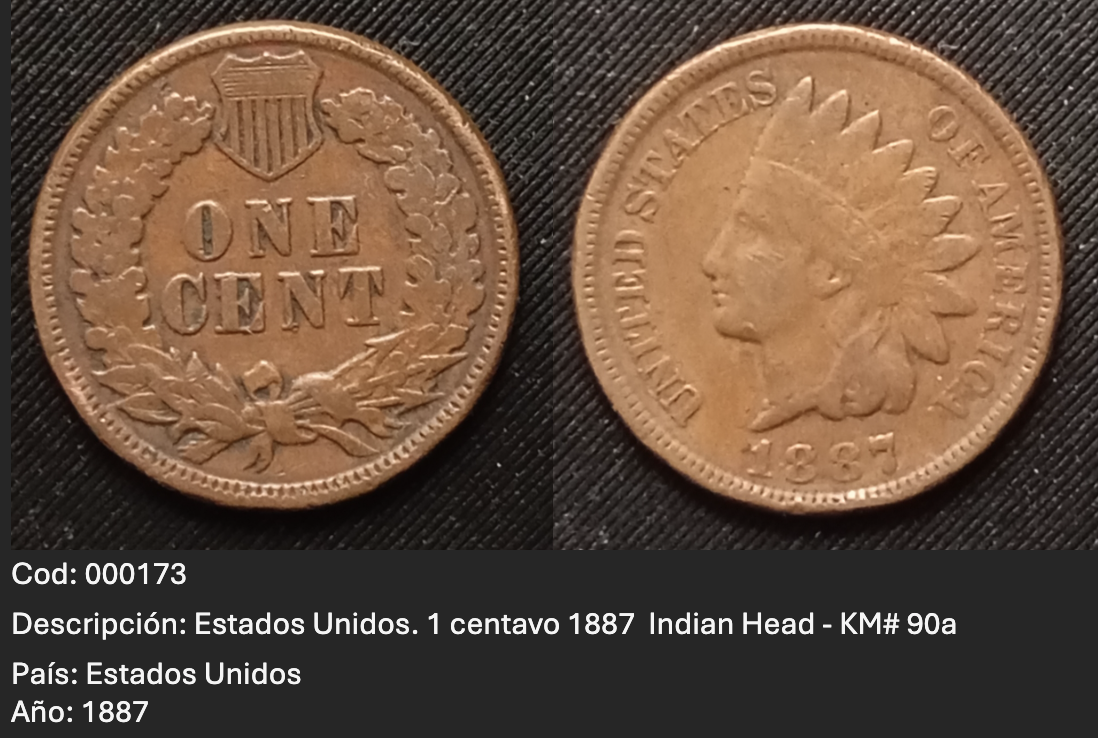 ONE
CENT
UNITED STATES OF AMERICA
1887
Cod: 000173
Descripción: Estados Unidos. 1 centavo 1887 Indian Head - KM# 90a
País: Estados Unidos
Año: 1887